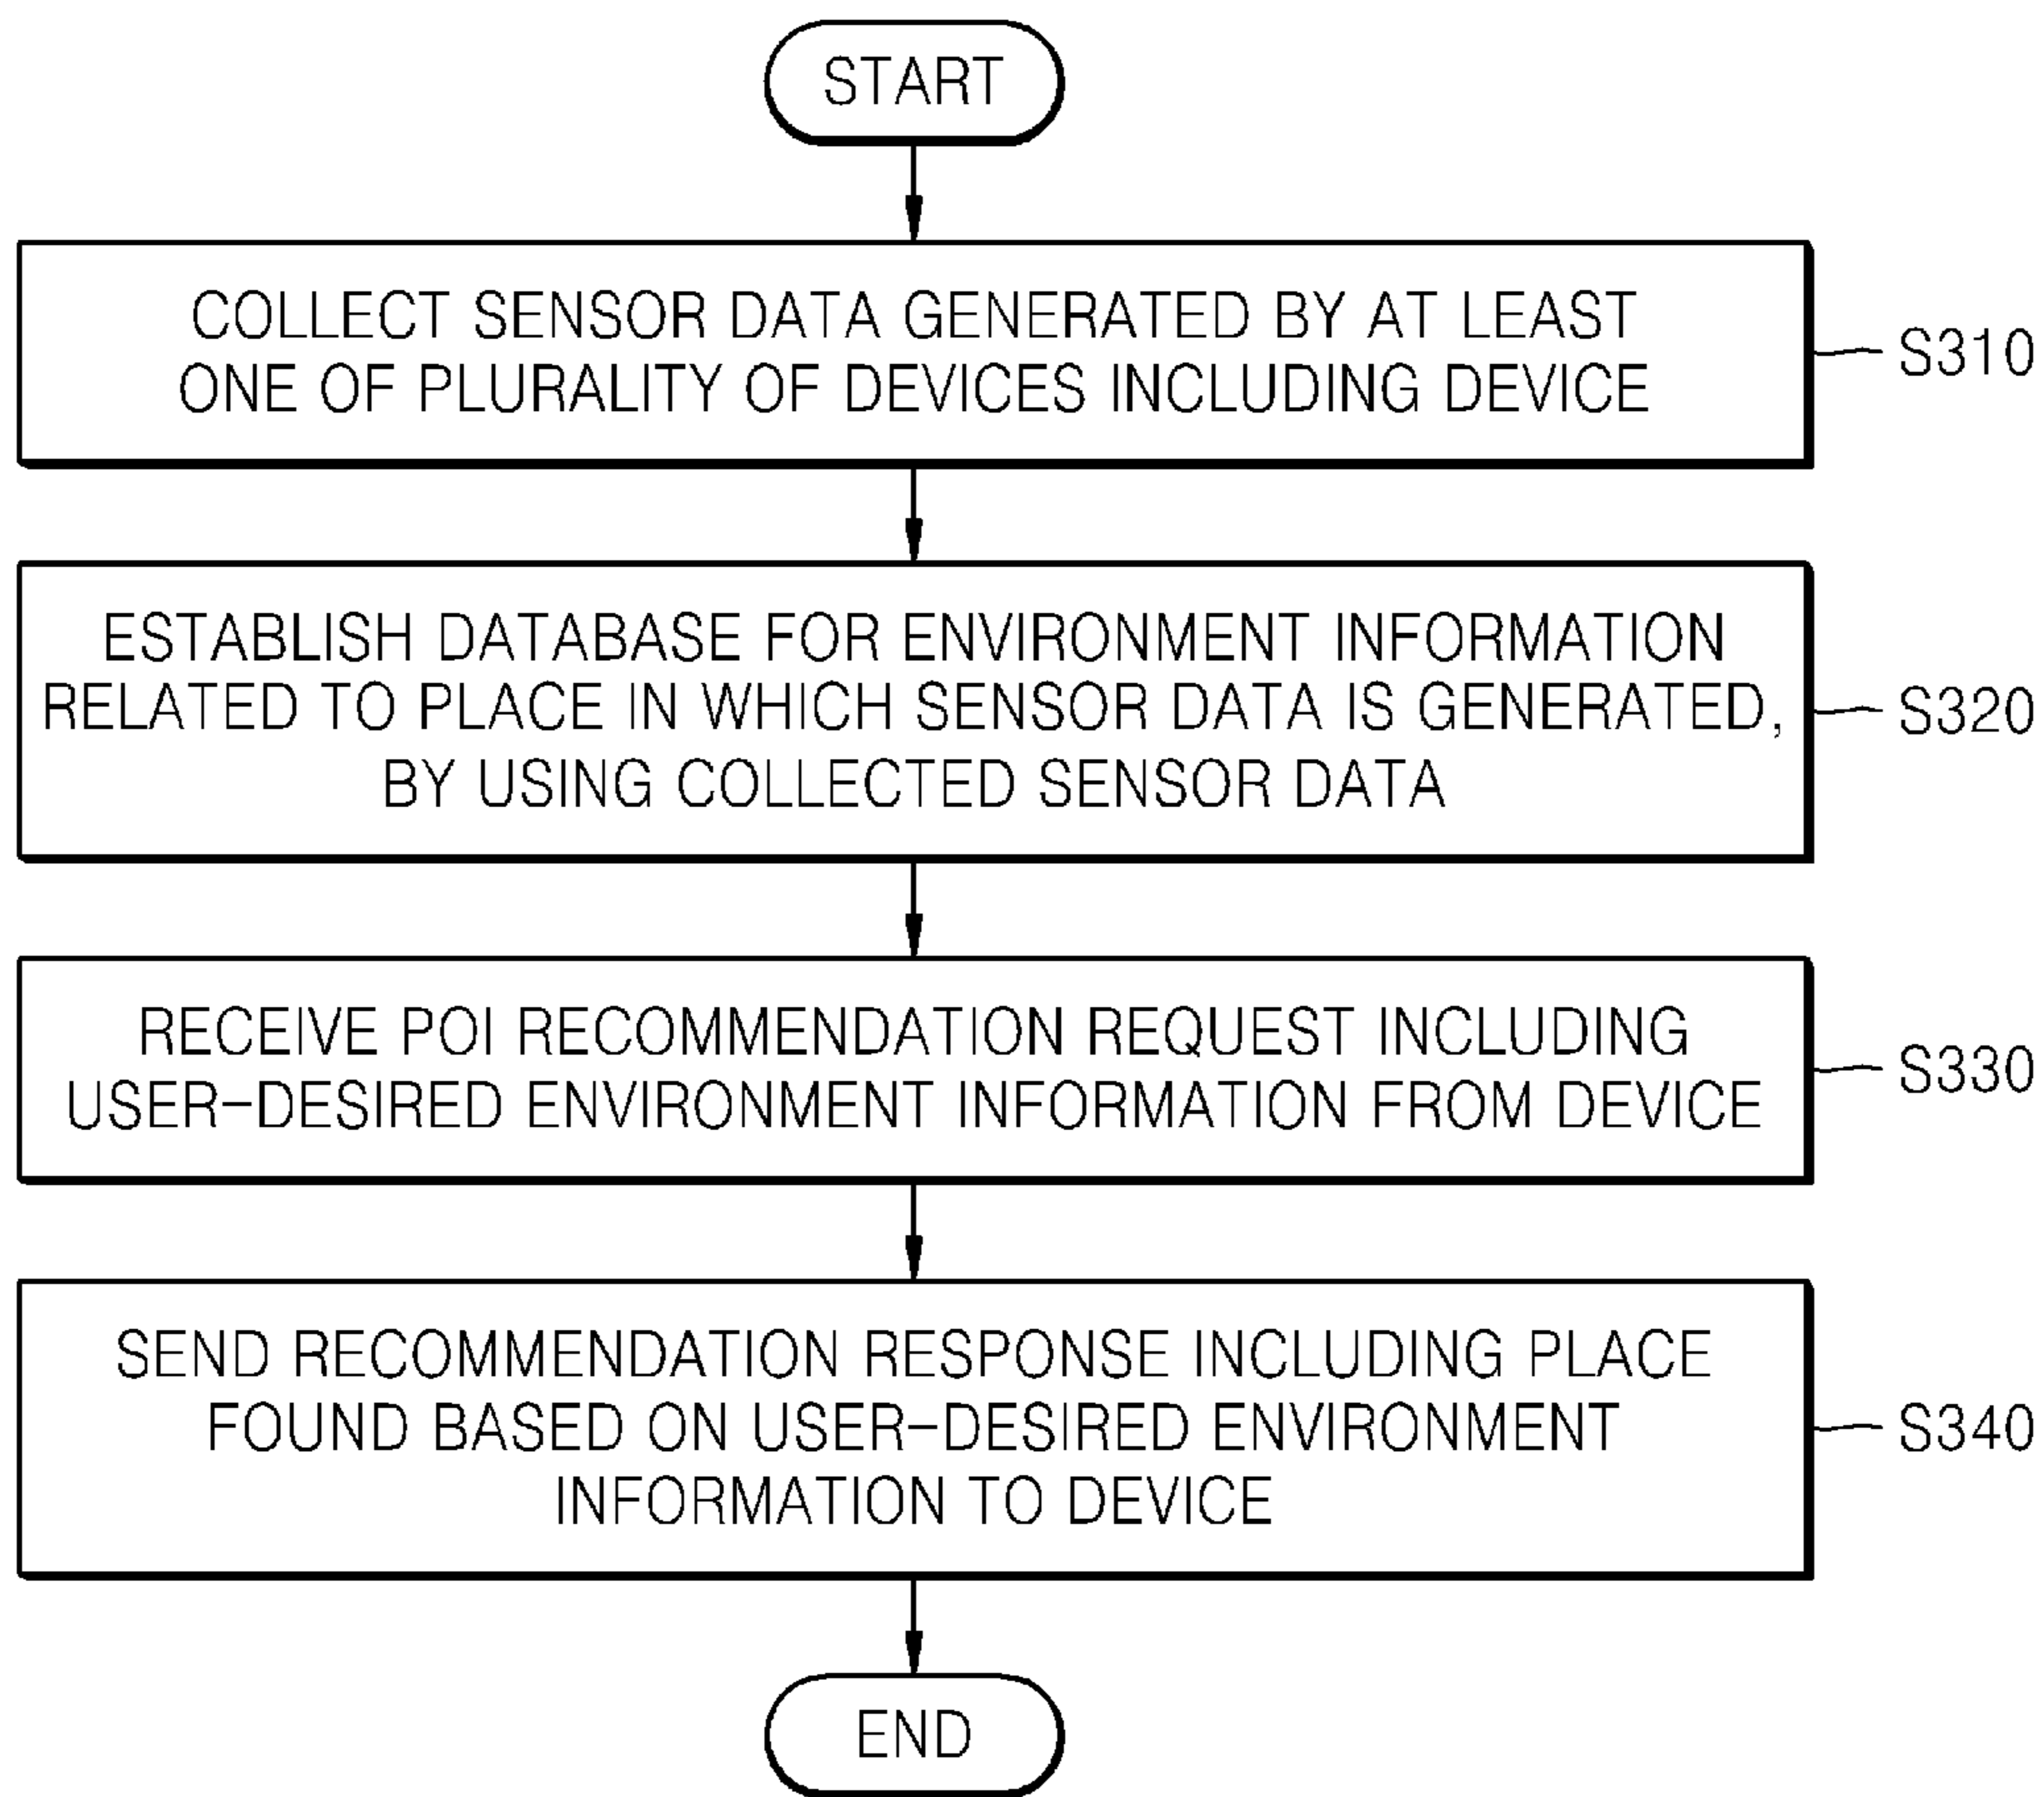 START
COLLECT SENSOR DATA GENERATED BY AT LEAST
ONE OF PLURALITY OF DEVICES INCLUDING DEVICE
S310
ESTABLISH DATABASE FOR ENVIRONMENT INFORMATION
RELATED TO PLACE IN WHICH SENSOR DATA IS GENERATED,
BY USING COLLECTED SENSOR DATA
S320
RECEIVE POI RECOMMENDATION REQUEST INCLUDING
USER-DESIRED ENVIRONMENT INFORMATION FROM DEVICE
S330
SEND RECOMMENDATION RESPONSE INCLUDING PLACE
FOUND BASED ON USER-DESIRED ENVIRONMENT
INFORMATION TO DEVICE
S340
END